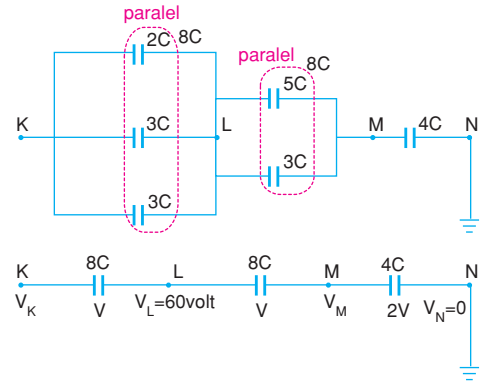 paralel
2C 8C
paralel 8C
5C
K 3C L M 4C N
3C
3C
K 8C L 8C M 4C N
V_K V V_L=60volt V V_M 2V V_N=0